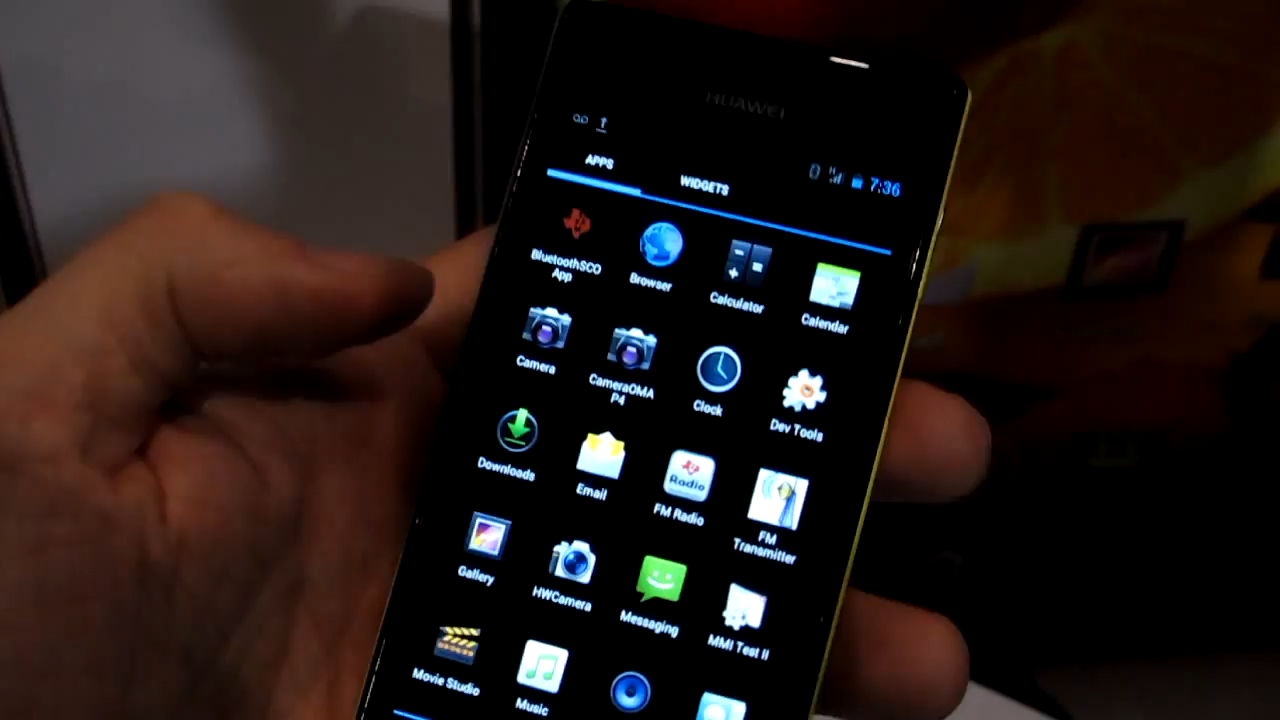 HUAWEI
7:36
APPS
WIDGETS
BluetoothSCO
App
Browser
Calculator
Calendar
Camera
CameraOMA
P4
Clock
Dev Tools
Downloads
Email
Radio
FM Radio
FM
Transmitter
Gallery
HWCamera
Messaging
MMI Test II
Movie Studio
Music